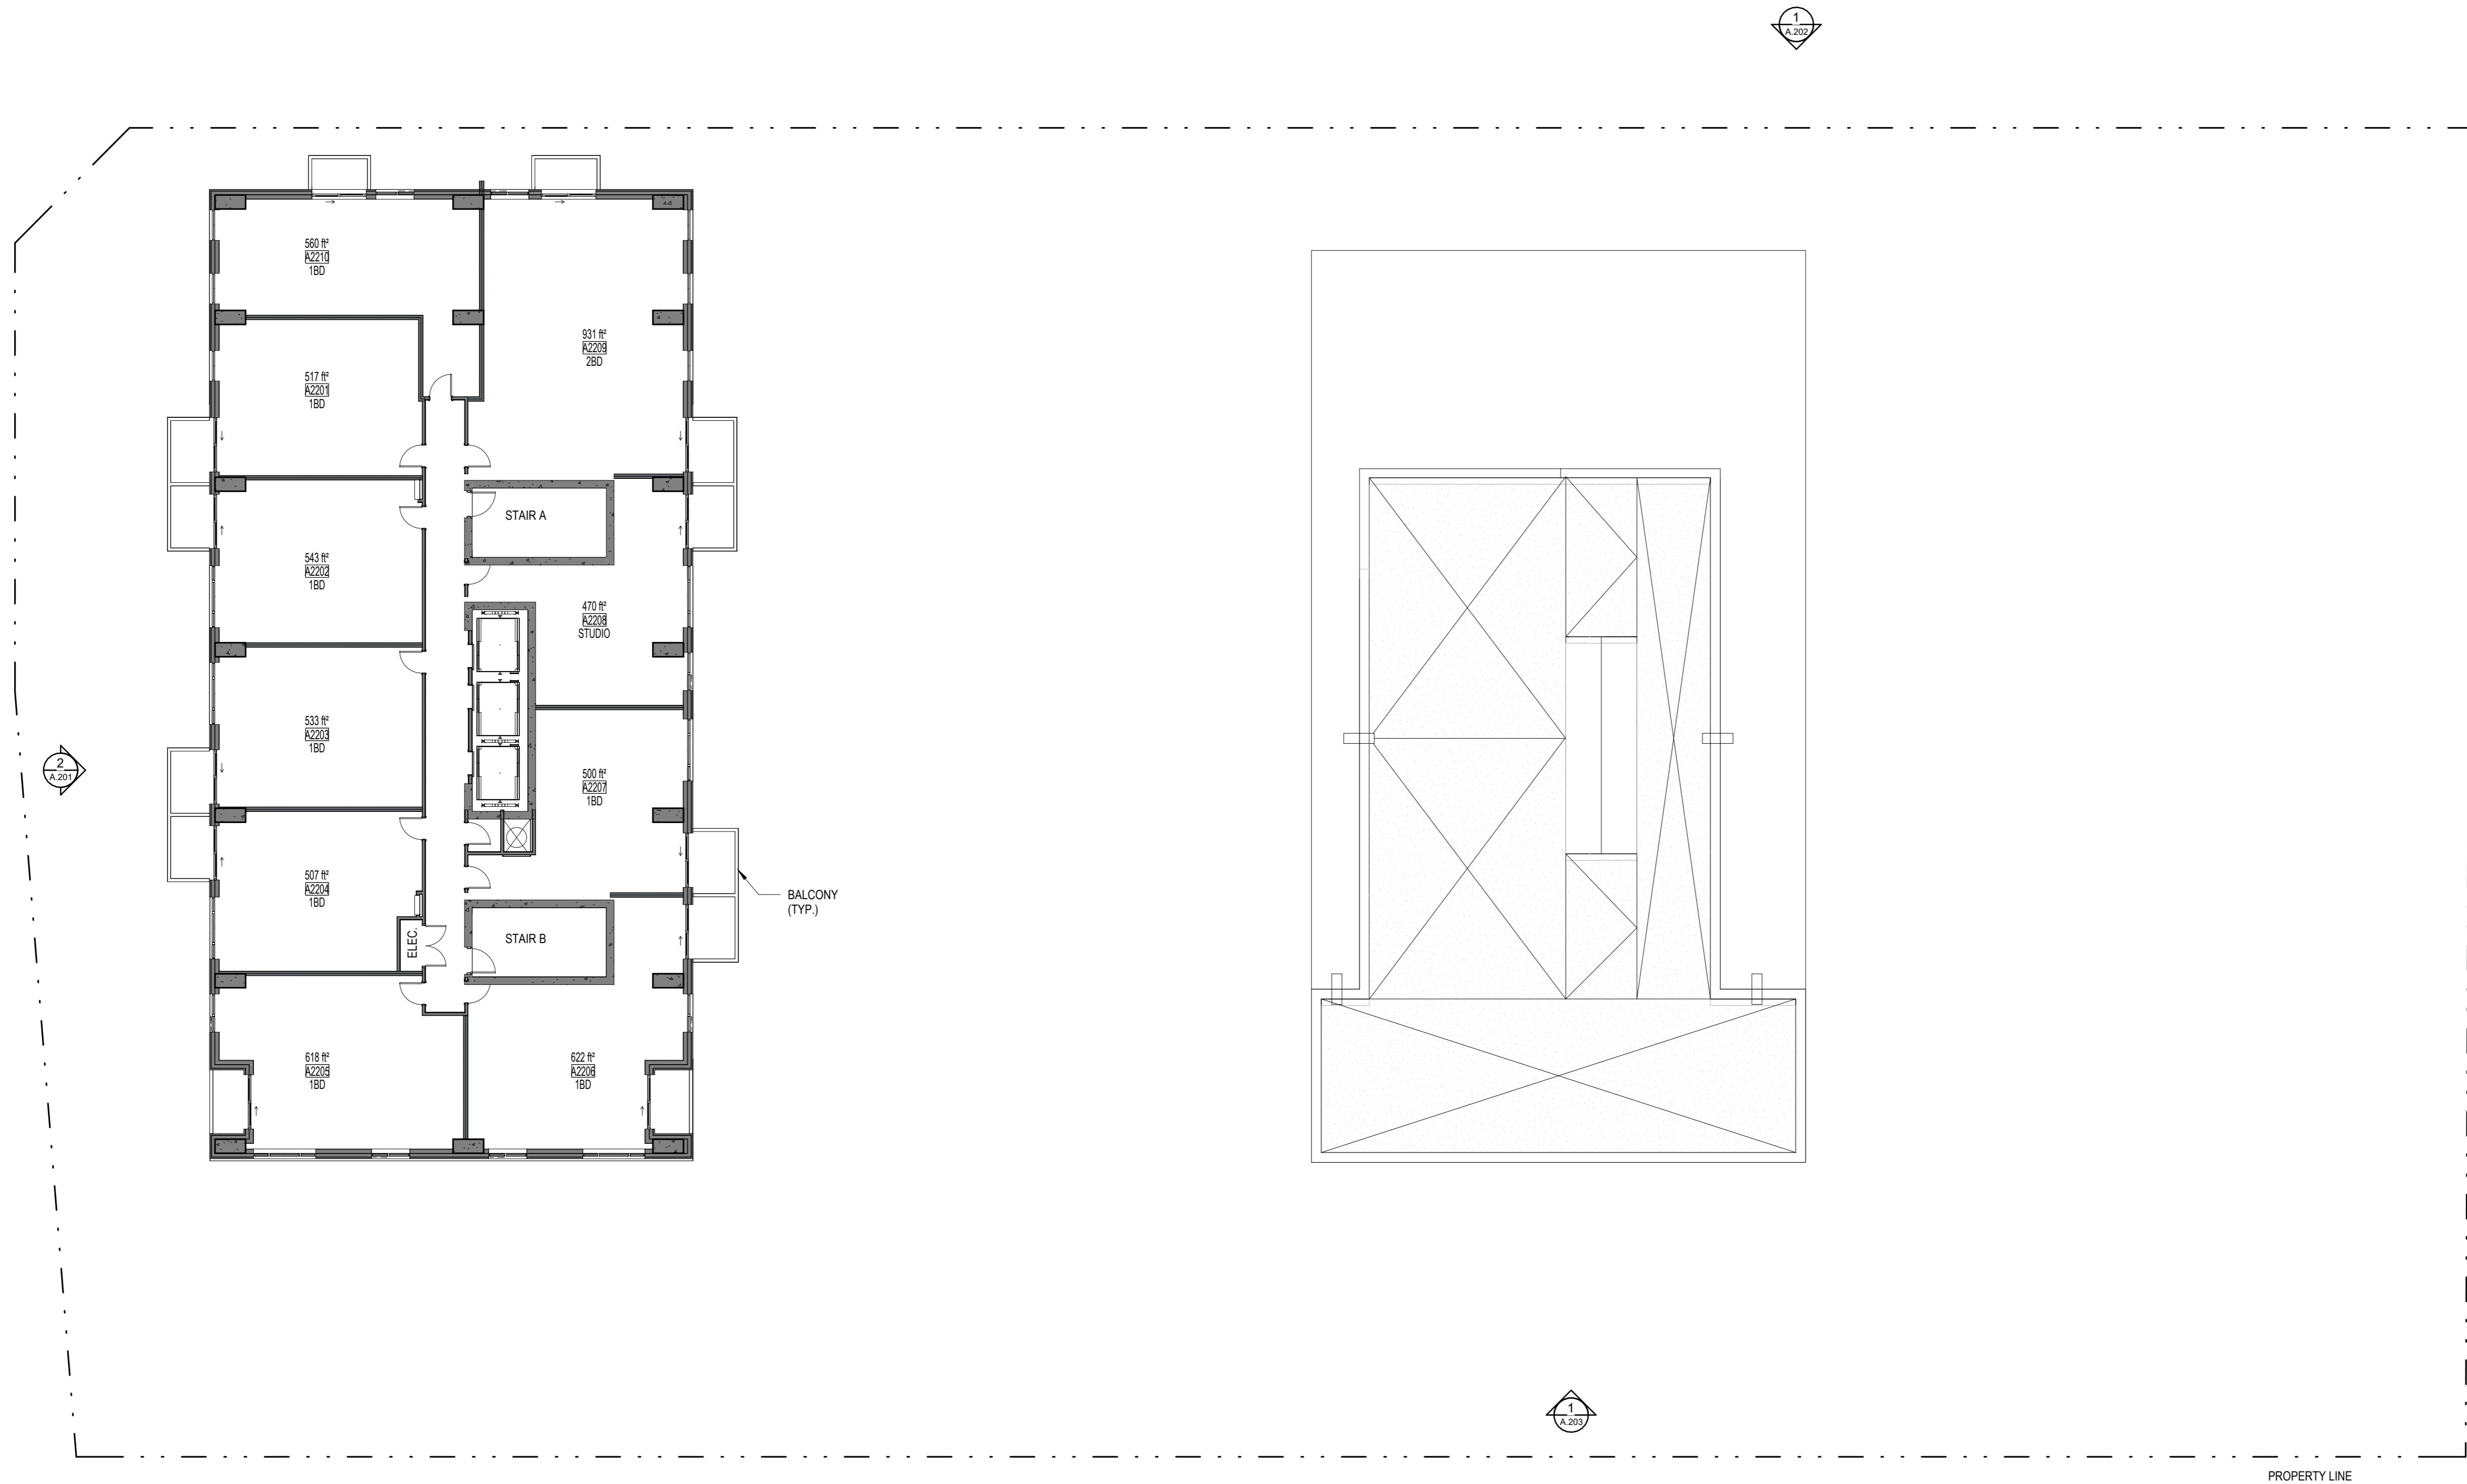 1
A.202
560 ft²
A2210
1BD
931 ft²
A2209
2BD
517 ft²
A2201
1BD
STAIR A
543 ft²
A2202
1BD
470 ft²
A2208
STUDIO
533 ft²
A2203
1BD
2
A.201
500 ft²
A2207
1BD
507 ft²
A2204
1BD
BALCONY
(TYP.)
ELEC.
STAIR B
618 ft²
A2205
1BD
622 ft²
A2206
1BD
1
A.203
PROPERTY LINE